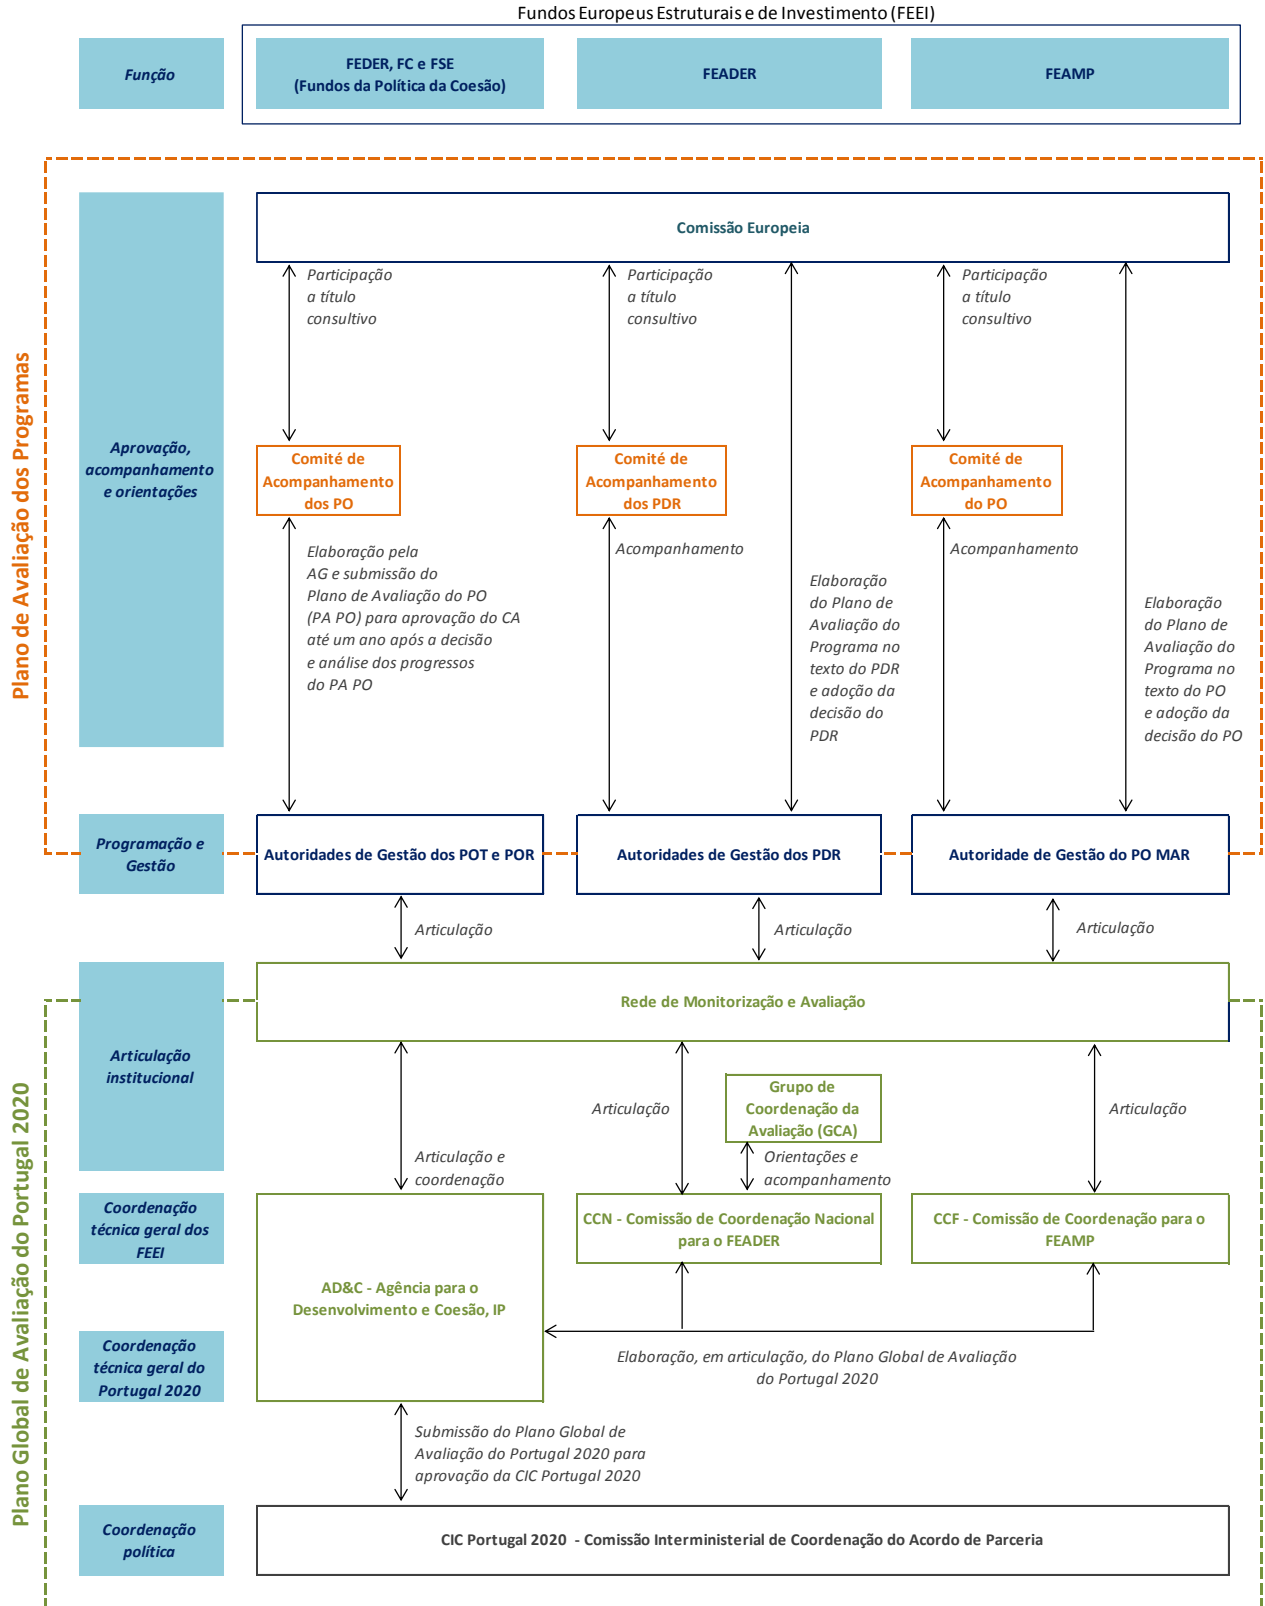 Fundos Europeus Estruturais e de Investimento (FEEI)
Função
FEDER, FC e FSE
(Fundos da Política da Coesão)
FEADER
FEAMP
Plano de Avaliação dos Programas
Aprovação,
acompanhamento
e orientações
Comissão Europeia
Participação
a título
consultivo
Participação
a título
consultivo
Participação
a título
consultivo
Comité de
Acompanhamento
dos PO
Comité de
Acompanhamento
dos PDR
Comité de
Acompanhamento
do PO
Elaboração pela
AG e submissão do
Plano de Avaliação do PO
(PA PO) para aprovação do CA
até um ano após a decisão
e análise dos progressos
do PA PO
Acompanhamento
Elaboração
do Plano de
Avaliação do
Programa no
texto do PDR
e adoção da
decisão do
PDR
Acompanhamento
Elaboração
do Plano de
Avaliação do
Programa no
texto do PO
e adoção da
decisão do PO
Programação e
Gestão
Autoridades de Gestão dos POT e POR
Autoridades de Gestão dos PDR
Autoridade de Gestão do PO MAR
Articulação
Articulação
Articulação
Plano Global de Avaliação do Portugal 2020
Articulação
institucional
Rede de Monitorização e Avaliação
Articulação e
coordenação
Articulação
Grupo de
Coordenação da
Avaliação (GCA)
Orientações e
acompanhamento
Articulação
Coordenação
técnica geral dos
FEEI
AD&C - Agência para o
Desenvolvimento e Coesão, IP
CCN - Comissão de Coordenação Nacional
para o FEADER
CCF - Comissão de Coordenação para o
FEAMP
Coordenação
técnica geral do
Portugal 2020
Elaboração, em articulação, do Plano Global de Avaliação
do Portugal 2020
Submissão do Plano Global de
Avaliação do Portugal 2020 para
aprovação da CIC Portugal 2020
Coordenação
política
CIC Portugal 2020 - Comissão Interministerial de Coordenação do Acordo de Parceria